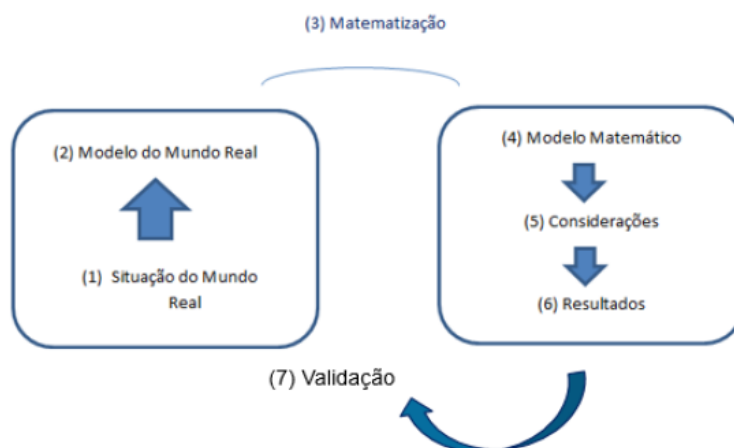 (3) Matematização
(2) Modelo do Mundo Real
(1) Situação do Mundo
Real
(4) Modelo Matemático
(5) Considerações
(6) Resultados
(7) Validação